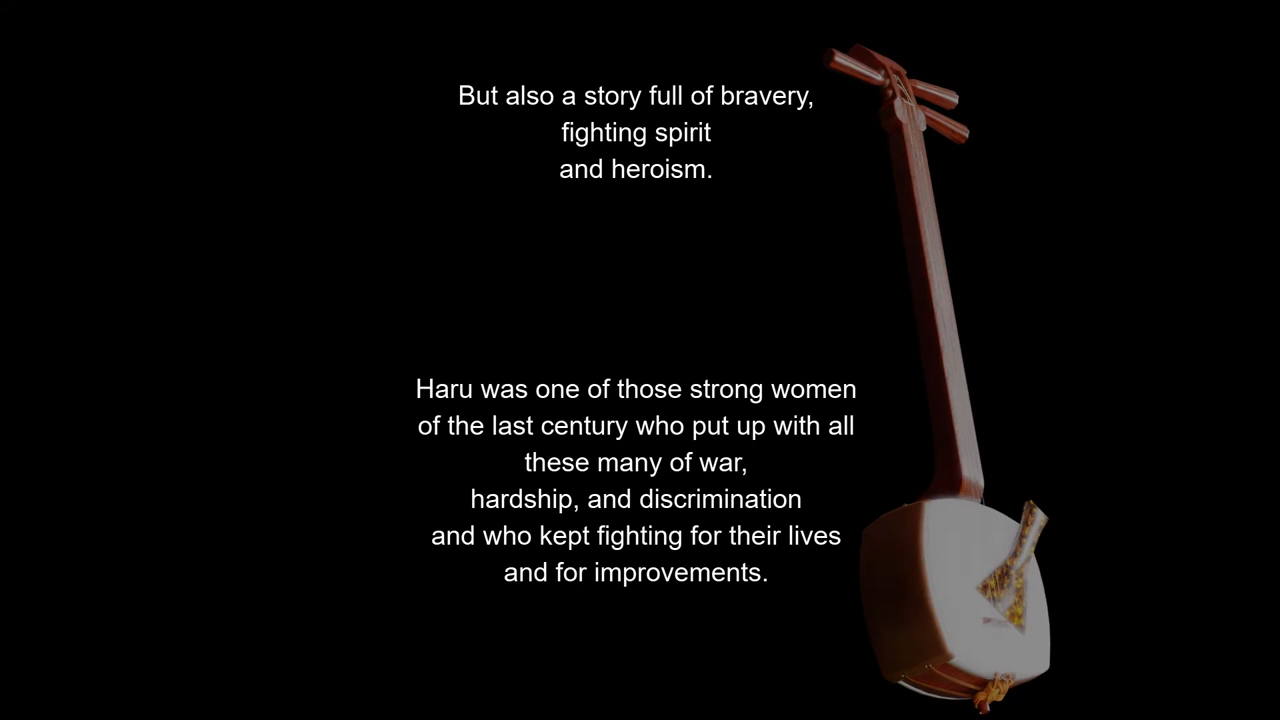 But also a story full of bravery,
fighting spirit
and heroism.
Haru was one of those strong women
of the last century who put up with all
these many of war,
hardship, and discrimination
and who kept fighting for their lives
and for improvements.